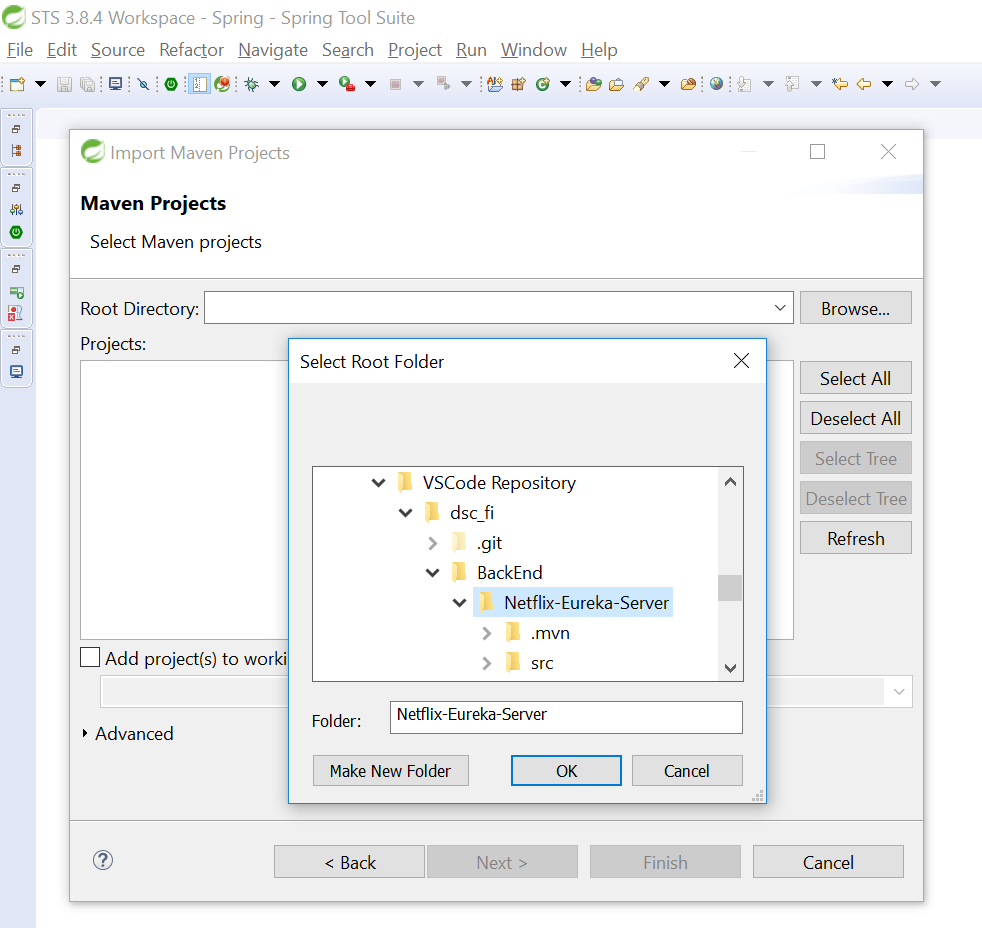 STS 3.8.4 Workspace - Spring - Spring Tool Suite
File Edit Source Refactor Navigate Search Project Run Window Help
Import Maven Projects
Maven Projects
Select Maven projects
Root Directory:
Browse...
Projects:
Select All
Deselect All
Select Tree
Deselect Tree
Refresh
Add project(s) to worki
Advanced
Select Root Folder
VSCode Repository
dsc_fi
.git
BackEnd
Netflix-Eureka-Server
.mvn
src
Folder: Netflix-Eureka-Server
Make New Folder OK Cancel
? < Back Next > Finish Cancel